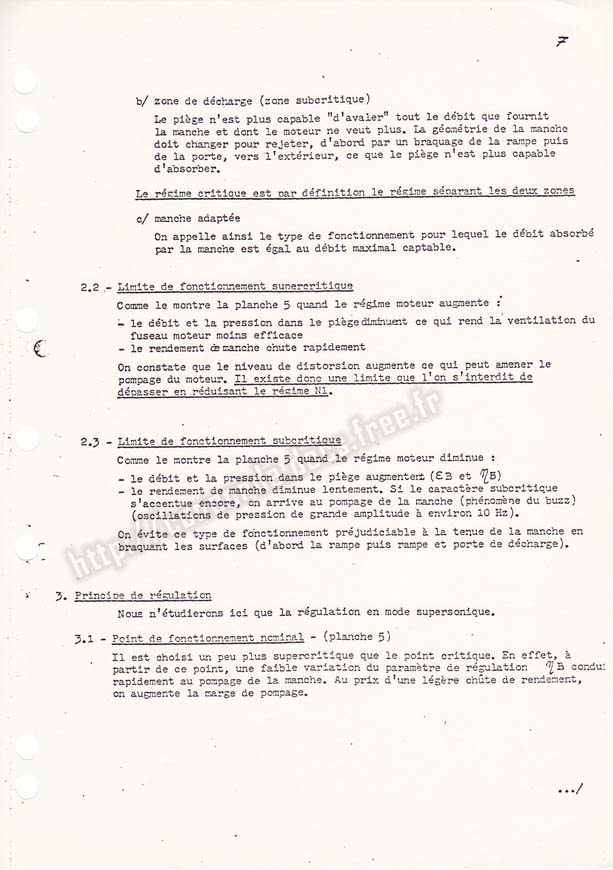 7
b/ zone de décharge (zone subcritique)
Le piège n'est plus capable "d'avaler" tout le débit que fournit
la manche et dont le moteur ne veut plus. La géométrie de la manche
doit changer pour rejeter, d'abord par un braquage de la rampe puis
de la porte, vers l'extérieur, ce que le piège n'est plus capable
d'absorber.
Le régime critique est par définition le régime séparant les deux zones
c/ manche adaptée
On appelle ainsi le type de fonctionnement pour lequel le débit absorbé
par la manche est égal au débit maximal captable.
2.2 - Limite de fonctionnement supercritique
Comme le montre la planche 5 quand le régime moteur augmente :
- le débit et la pression dans le piège diminuent ce qui rend la ventilation du
fuseau moteur moins efficace
- le rendement de manche chute rapidement
On constate que le niveau de distorsion augmente ce qui peut amener le
pompage du moteur. Il existe donc une limite que l'on s'interdit de
dépasser en réduisant le régime N1.
2.3 - Limite de fonctionnement subcritique
Comme le montre la planche 5 quand le régime moteur diminue :
- le débit et la pression dans le piège augmentent (εB et ηB)
- le rendement de manche diminue lentement. Si le caractère subcritique
s'accentue encore, on arrive au pompage de la manche (phénomène du buzz)
(oscillations de pression de grande amplitude à environ 10 Hz).
On évite ce type de fonctionnement préjudiciable à la tenue de la manche en
braquant les surfaces (d'abord la rampe puis rampe et porte de décharge).
3. Principe de régulation
Nous n'étudierons ici que la régulation en mode supersonique.
3.1 - Point de fonctionnement nominal - (planche 5)
Il est choisi un peu plus supercritique que le point critique. En effet, à
partir de ce point, une faible variation du paramètre de régulation ηB condui
rapidement au pompage de la manche. Au prix d'une légère chûte de rendement,
on augmente la marge de pompage.
.../